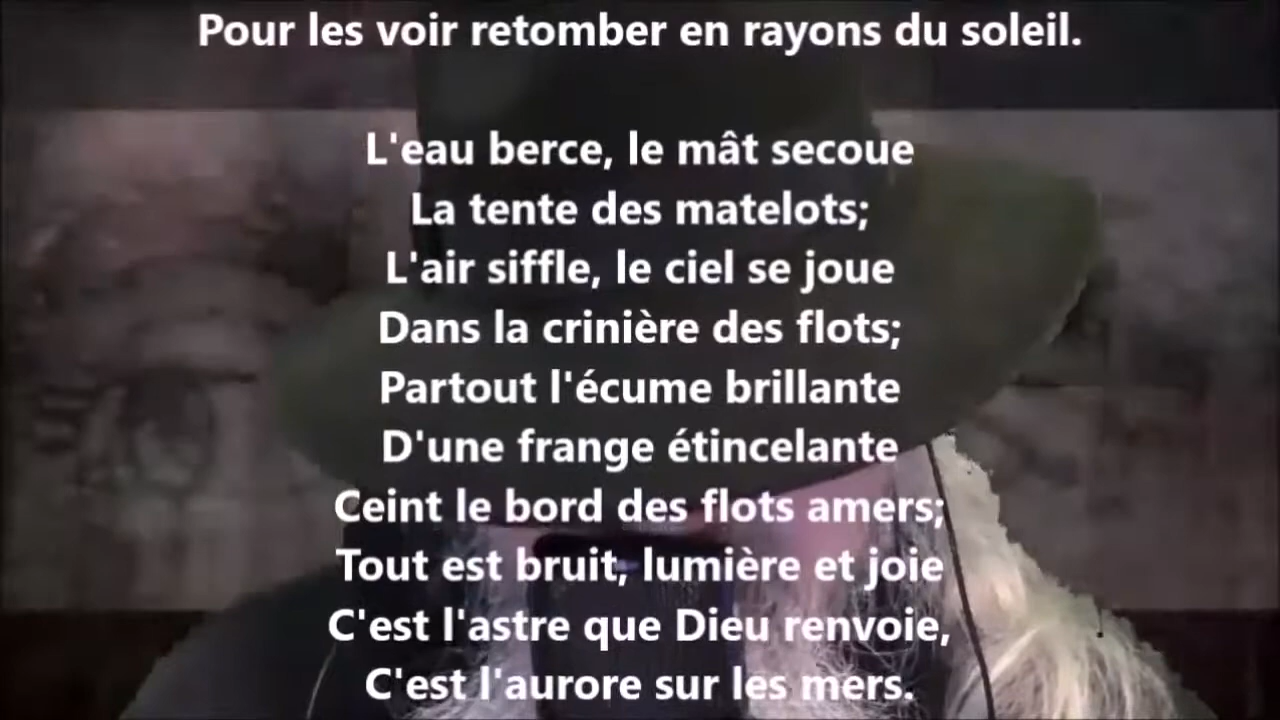 Pour les voir retomber en rayons du soleil.
L'eau berce, le mât secoue
La tente des matelots;
L'air siffle, le ciel se joue
Dans la crinière des flots;
Partout l'écume brillante
D'une frange étincelante
Ceint le bord des flots amers;
Tout est bruit, lumière et joie
C'est l'astre que Dieu renvoie,
C'est l'aurore sur les mers.